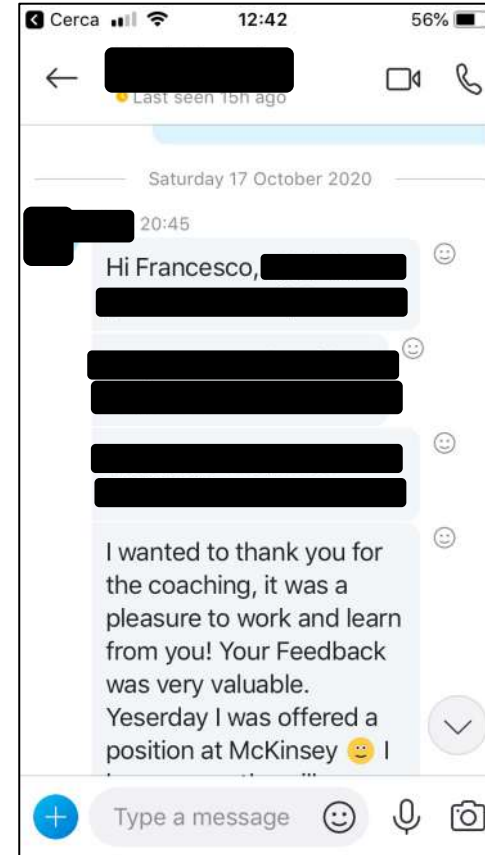 Cerca 12:42 56%
Last seen 15h ago
Saturday 17 October 2020
20:45
Hi Francesco,
I wanted to thank you for
the coaching, it was a
pleasure to work and learn
from you! Your Feedback
was very valuable.
Yeserday I was offered a
position at McKinsey 🙂 I
Type a message